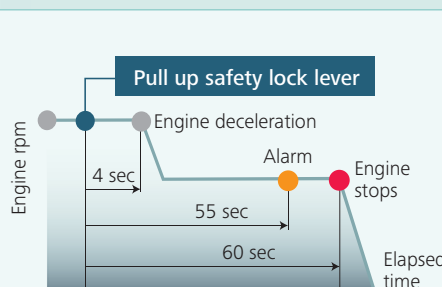 Pull up safety lock lever
Engine rpm
Engine deceleration
Alarm
Engine
stops
4 sec
55 sec
60 sec
Elapsed
time